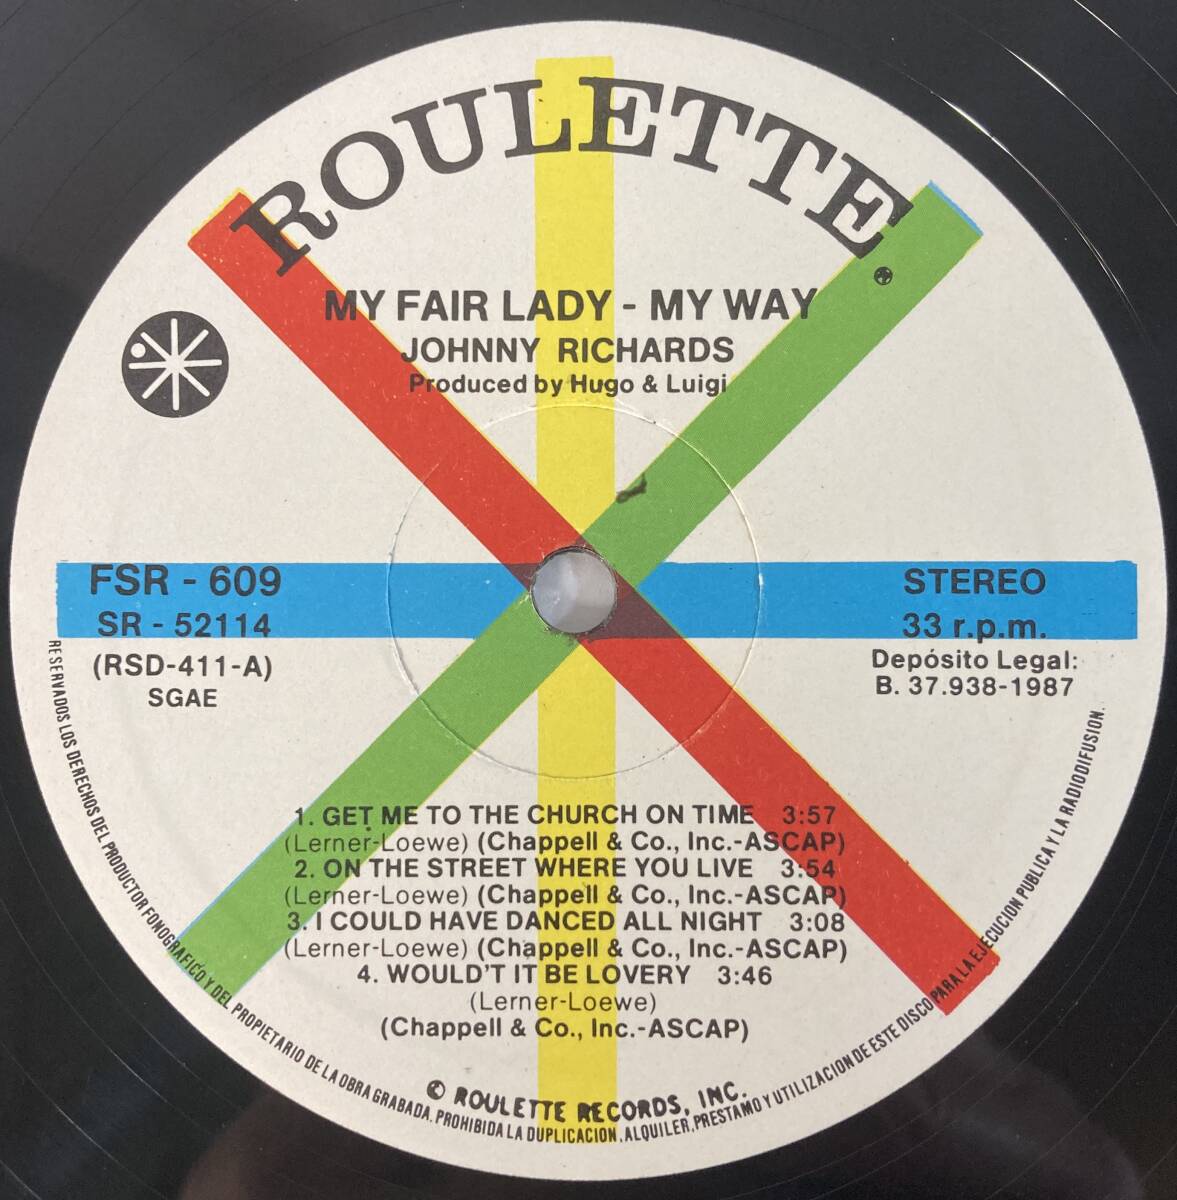 ROULETTE
MY FAIR LADY - MY WAY
JOHNNY RICHARDS
Produced by Hugo & Luigi
FSR - 609
SR - 52114
(RSD-411-A)
SGAE
STEREO
33 r.p.m.
Depósito Legal:
B. 37.938-1987
1. GET ME TO THE CHURCH ON TIME 3:57
(Lerner-Loewe) (Chappell & Co., Inc.-ASCAP)
2. ON THE STREET WHERE YOU LIVE 3:54
(Lerner-Loewe) (Chappell & Co., Inc.-ASCAP)
3. I COULD HAVE DANCED ALL NIGHT 3:08
(Lerner-Loewe) (Chappell & Co., Inc.-ASCAP)
4. WOULD'T IT BE LOVERY 3:46
(Lerner-Loewe)
(Chappell & Co., Inc.-ASCAP)
© ROULETTE RECORDS, INC.
RESERVADOS LOS DERECHOS DEL PRODUCTOR FONOGRAFICO Y DEL PROPIETARIO DE LA OBRA GRABADA. PROHIBIDA LA DUPLICACION, ALQUILER, PRESTAMO Y UTILIZACION DE ESTE DISCO PARA LA EJECUCION PUBLICA Y LA RADIODIFUSION.